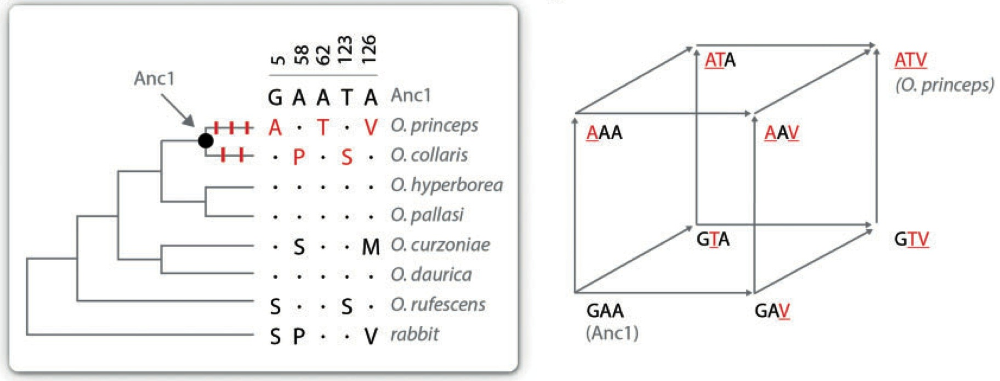 5 58 62 123 126
Anc1
G A A T A Anc1
A · T · V O. princeps
· P · S · O. collaris
· · · · · O. hyperborea
· · · · · O. pallasi
· S · · M O. curzoniae
· · · · · O. daurica
S · · S · O. rufescens
S P · · V rabbit
ATA
ATV
(O. princeps)
AAA
AAV
GTA
GTV
GAA
(Anc1)
GAV